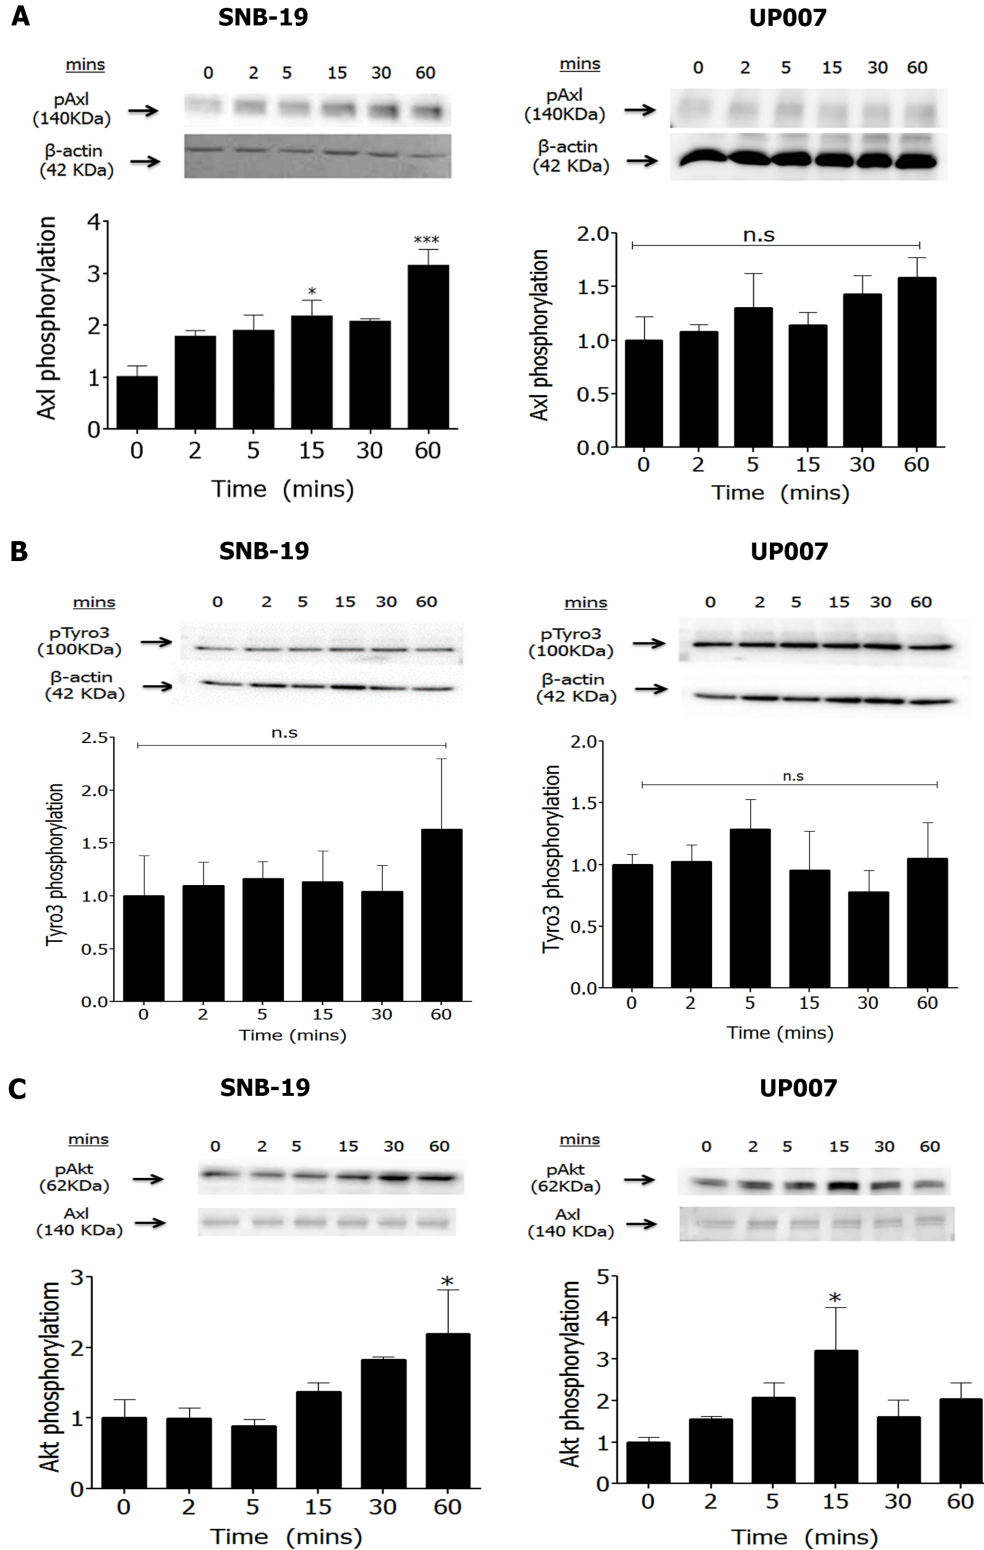 A
SNB-19
UP007
mins
0 2 5 15 30 60
pAxl
(140KDa)
β-actin
(42 KDa)
mins
0 2 5 15 30 60
pAxl
(140KDa)
β-actin
(42 KDa)
Axl phosphorylation
4
3
2
1
0
*
***
0 2 5 15 30 60
Time (mins)
Axl phosphorylation
2.0
1.5
1.0
0.5
0.0
n.s
0 2 5 15 30 60
Time (mins)
B
SNB-19
UP007
mins
0 2 5 15 30 60
pTyro3
(100KDa)
β-actin
(42 KDa)
mins
0 2 5 15 30 60
pTyro3
(100KDa)
β-actin
(42 KDa)
Tyro3 phosphorylation
2.5
2.0
1.5
1.0
0.5
0.0
n.s
0 2 5 15 30 60
Time (mins)
Tyro3 phosphorylation
2.0
1.5
1.0
0.5
0.0
n.s
0 2 5 15 30 60
Time (mins)
C
SNB-19
UP007
mins
0 2 5 15 30 60
pAkt
(62KDa)
Axl
(140 KDa)
mins
0 2 5 15 30 60
pAkt
(62KDa)
Axl
(140 KDa)
Akt phosphorylatiom
3
2
1
0
*
0 2 5 15 30 60
Time (mins)
Akt phosphorylation
5
4
3
2
1
0
*
0 2 5 15 30 60
Time (mins)